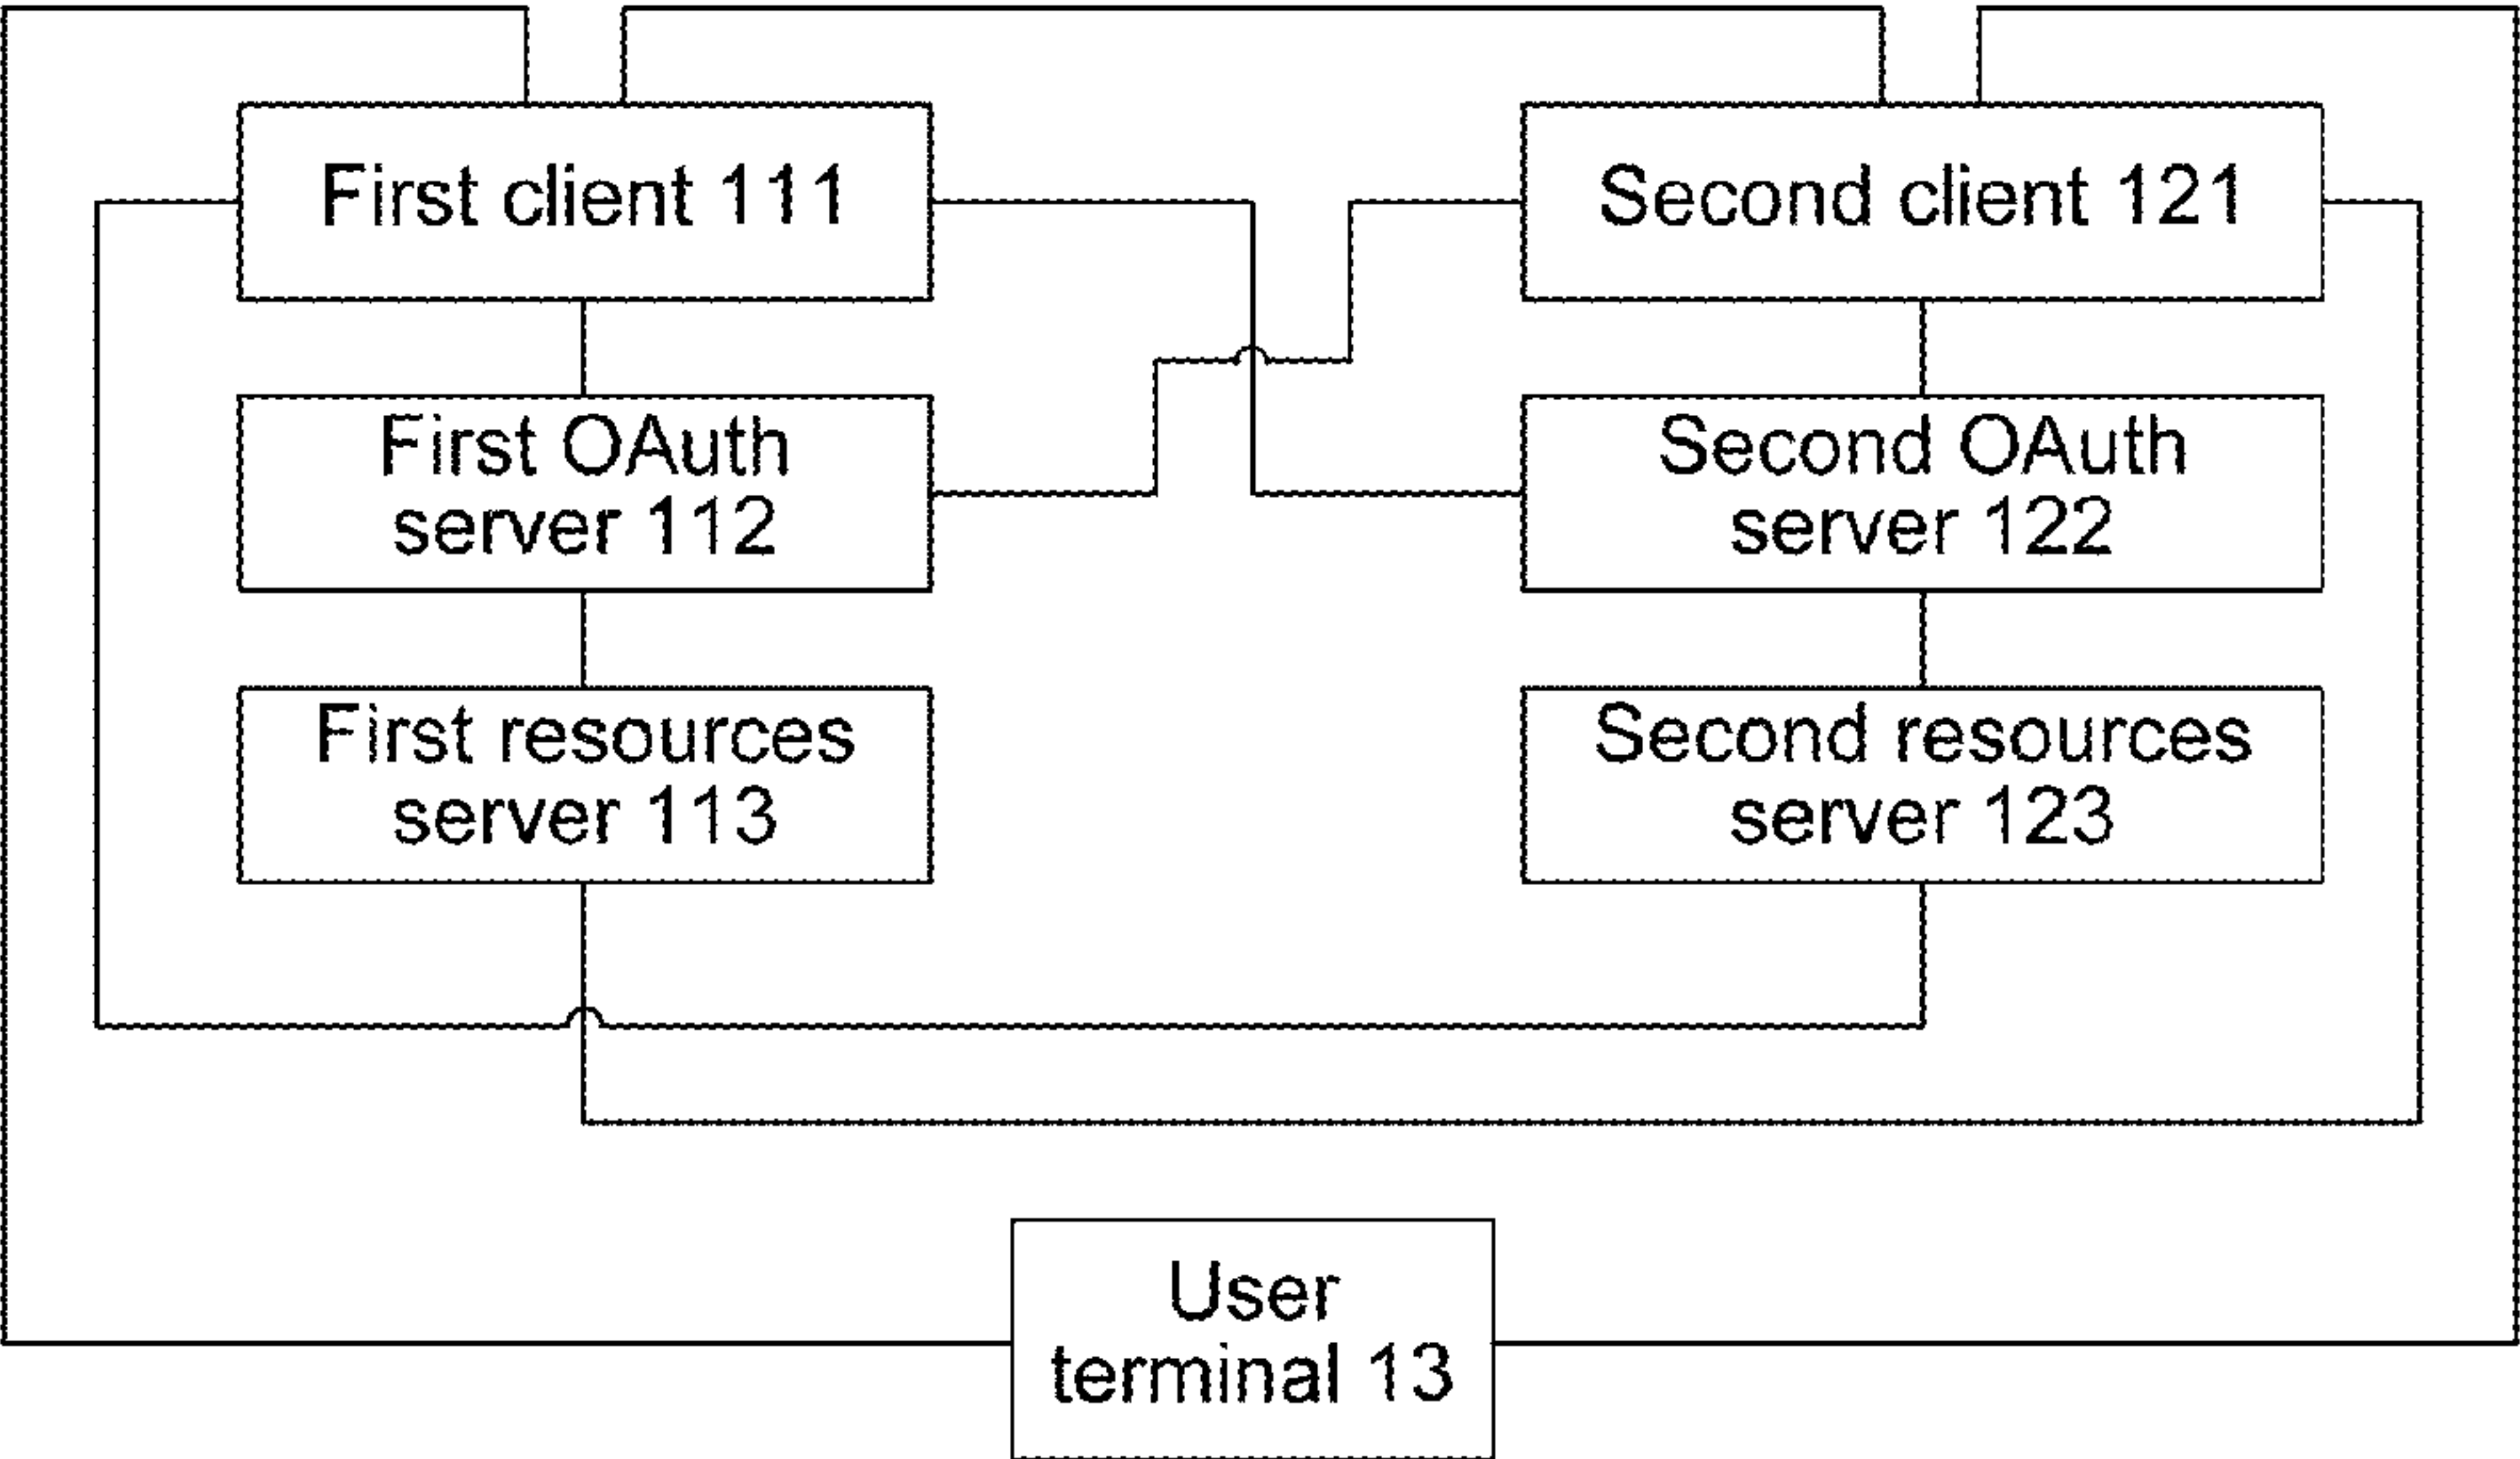 First client 111
Second client 121
First OAuth
server 112
Second OAuth
server 122
First resources
server 113
Second resources
server 123
User
terminal 13